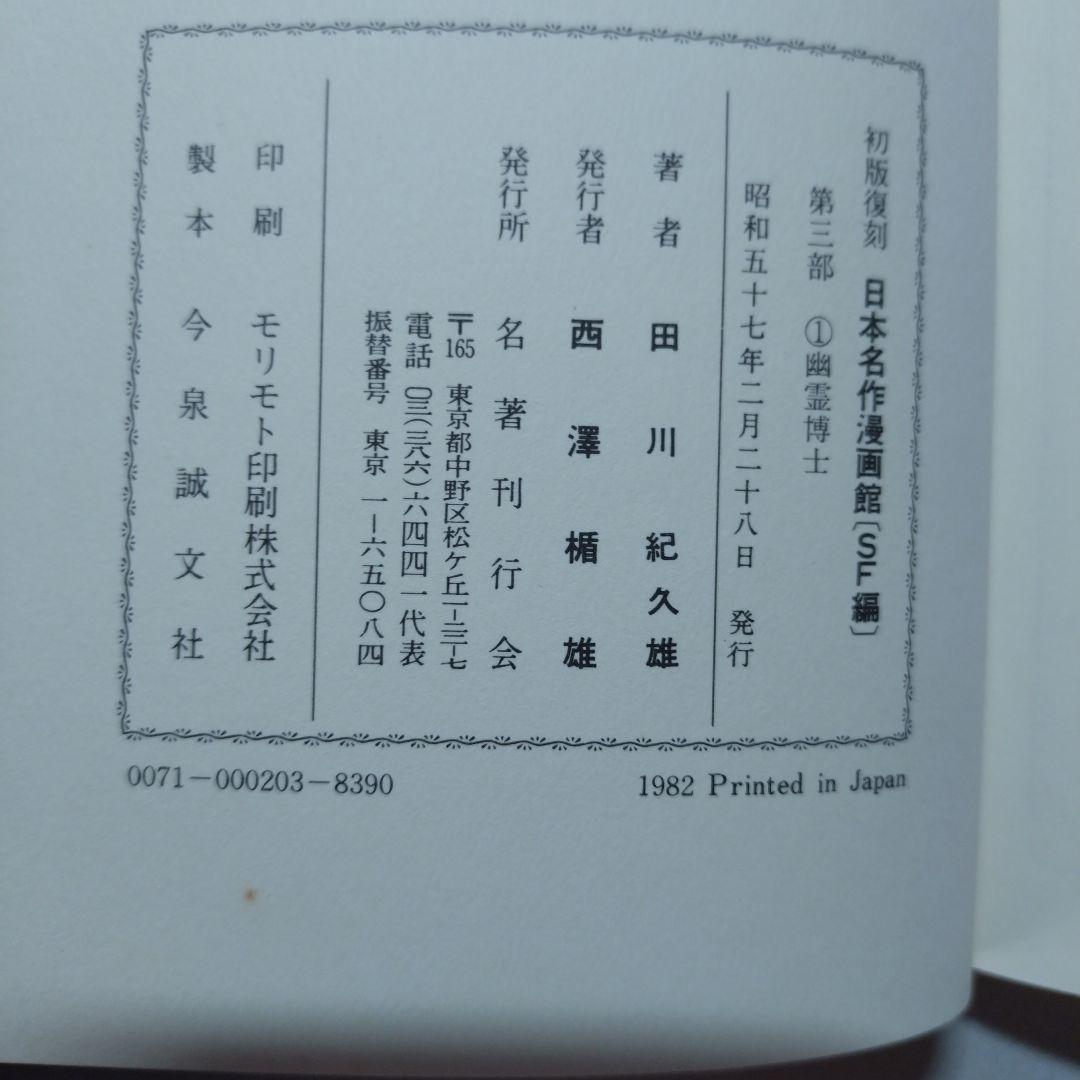 初版復刻 日本名作漫画館〔SF編〕
第三部 ①幽霊博士
昭和五十七年二月二十八日 発行
著者 田川紀久雄
発行者 西澤楯雄
発行所 名著刊行会
〒165 東京都中野区松ケ丘一-二三-七
電話 〇三(三八六)六四四一代表
振替番号 東京 一-六五〇八四
印刷 モリモト印刷株式会社
製本 今泉誠文社
0071-000203-8390
1982 Printed in Japan